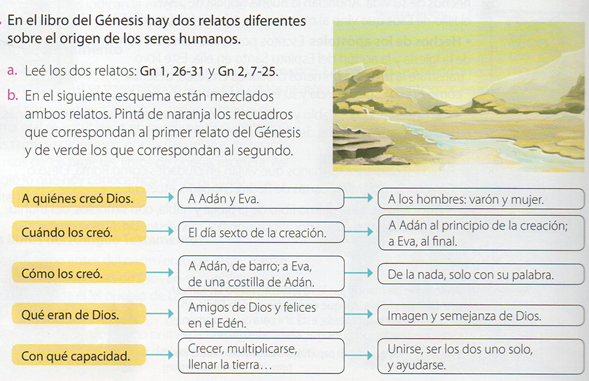 En el libro del Génesis hay dos relatos diferentes
sobre el origen de los seres humanos.
a. Leé los dos relatos: Gn 1, 26-31 y Gn 2, 7-25.
b. En el siguiente esquema están mezclados
ambos relatos. Pintá de naranja los recuadros
que correspondan al primer relato del Génesis
y de verde los que correspondan al segundo.
A quiénes creó Dios.
A Adán y Eva.
A los hombres: varón y mujer.
Cuándo los creó.
El día sexto de la creación.
A Adán al principio de la creación;
a Eva, al final.
Cómo los creó.
A Adán, de barro; a Eva,
de una costilla de Adán.
De la nada, solo con su palabra.
Qué eran de Dios.
Amigos de Dios y felices
en el Edén.
Imagen y semejanza de Dios.
Con qué capacidad.
Crecer, multiplicarse,
llenar la tierra...
Unirse, ser los dos uno solo,
y ayudarse.